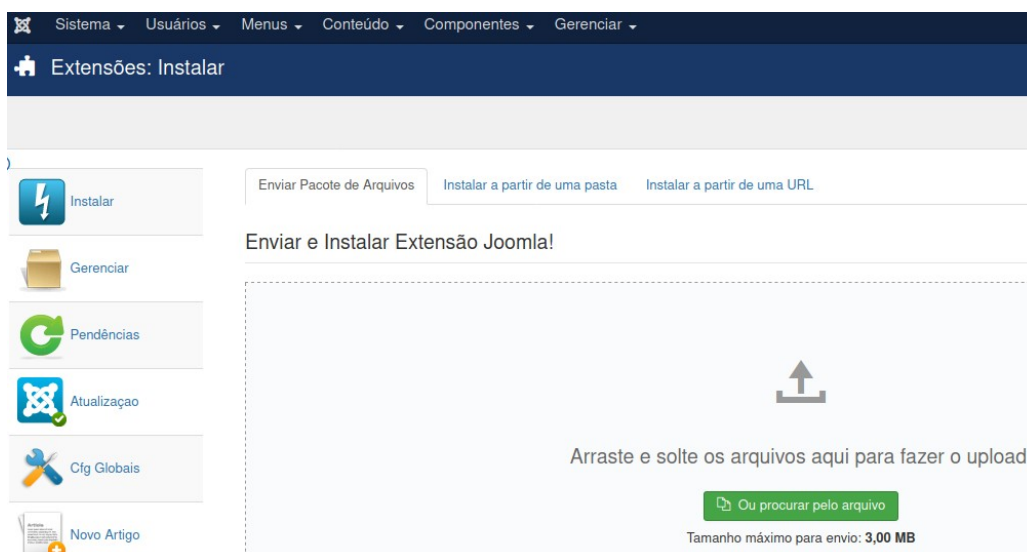 Sistema Usuários Menus Conteúdo Componentes Gerenciar
Extensões: Instalar
)
Instalar
Gerenciar
Pendências
Atualizaçao
Cfg Globais
Novo Artigo
Enviar Pacote de Arquivos Instalar a partir de uma pasta Instalar a partir de uma URL
Enviar e Instalar Extensão Joomla!
Arraste e solte os arquivos aqui para fazer o upload
Ou procurar pelo arquivo
Tamanho máximo para envio: 3,00 MB